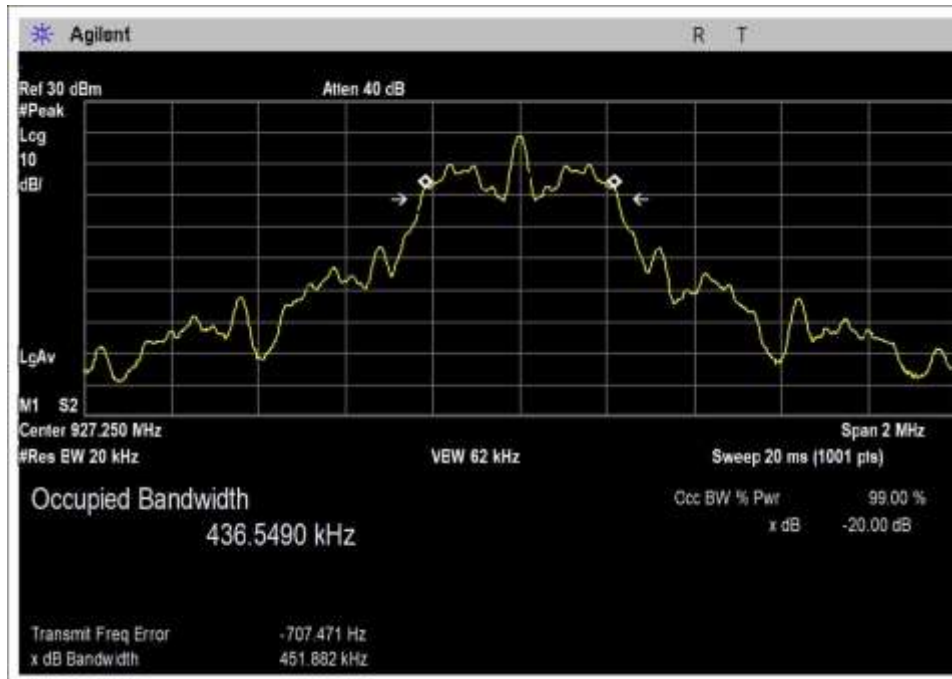 Agilent R T
Ref 30 dBm Atten 40 dB
#Peak
Log
10
dB/
LgAv
M1 S2
Center 927.250 MHz Span 2 MHz
#Res BW 20 kHz VBW 62 kHz Sweep 20 ms (1001 pts)
Occupied Bandwidth Occ BW % Pwr 99.00 %
436.5490 kHz x dB -20.00 dB
Transmit Freq Error -707.471 Hz
x dB Bandwidth 451.882 kHz